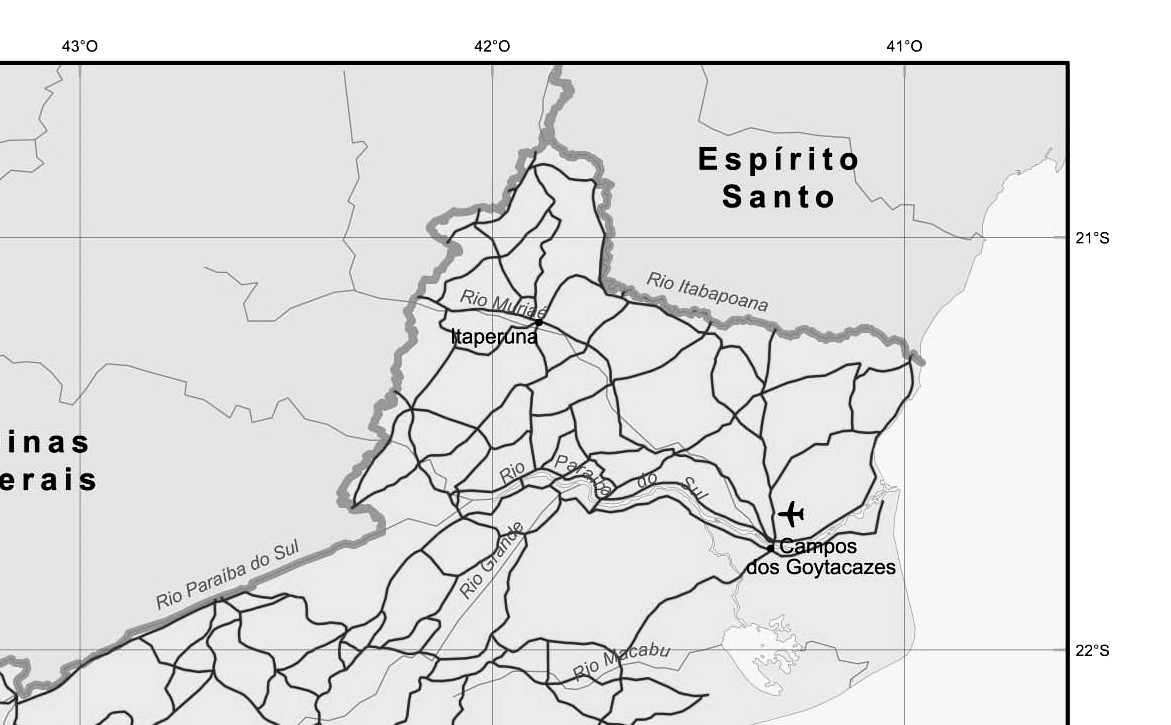 43°O
42°O
41°O
Espírito
Santo
21°S
Rio Itabapoana
Rio Muriaé
Itaperuna
inas
erais
Rio Paraíba do Sul
Campos
dos Goytacazes
Rio Paraíba do Sul
Rio Grande
22°S
Rio Macabu